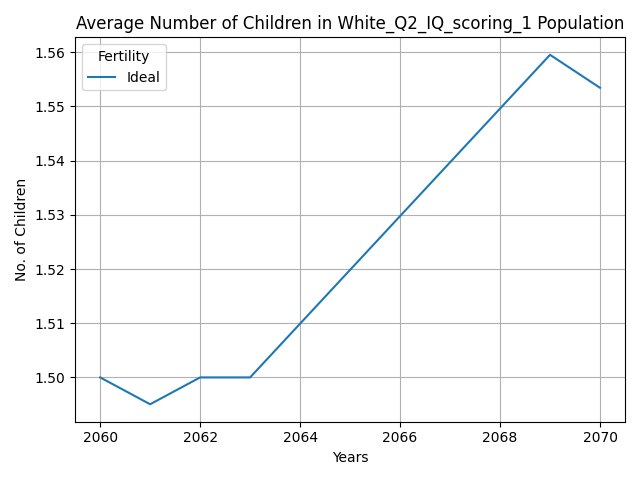 Average Number of Children in White_Q2_IQ_scoring_1 Population
Fertility
Ideal
No. of Children
1.56
1.55
1.54
1.53
1.52
1.51
1.50
2060 2062 2064 2066 2068 2070
Years